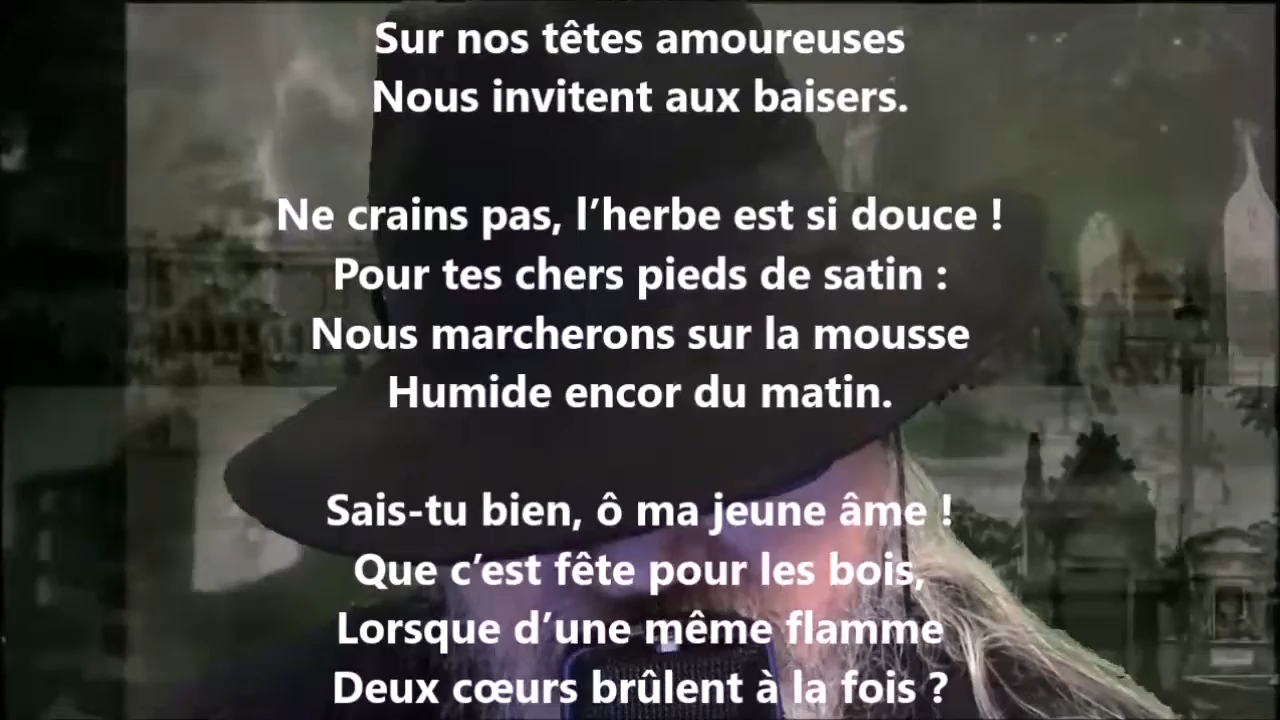 Sur nos têtes amoureuses
Nous invitent aux baisers.
Ne crains pas, l’herbe est si douce !
Pour tes chers pieds de satin :
Nous marcherons sur la mousse
Humide encor du matin.
Sais-tu bien, ô ma jeune âme !
Que c’est fête pour les bois,
Lorsque d’une même flamme
Deux cœurs brûlent à la fois ?